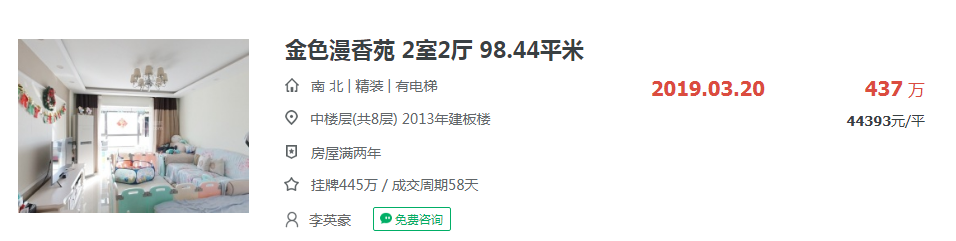 金色漫香苑 2室2厅 98.44平米
南 北 | 精装 | 有电梯
2019.03.20
437 万
中楼层(共8层) 2013年建板楼
44393元/平
房屋满两年
挂牌445万 / 成交周期58天
李英豪
免费咨询